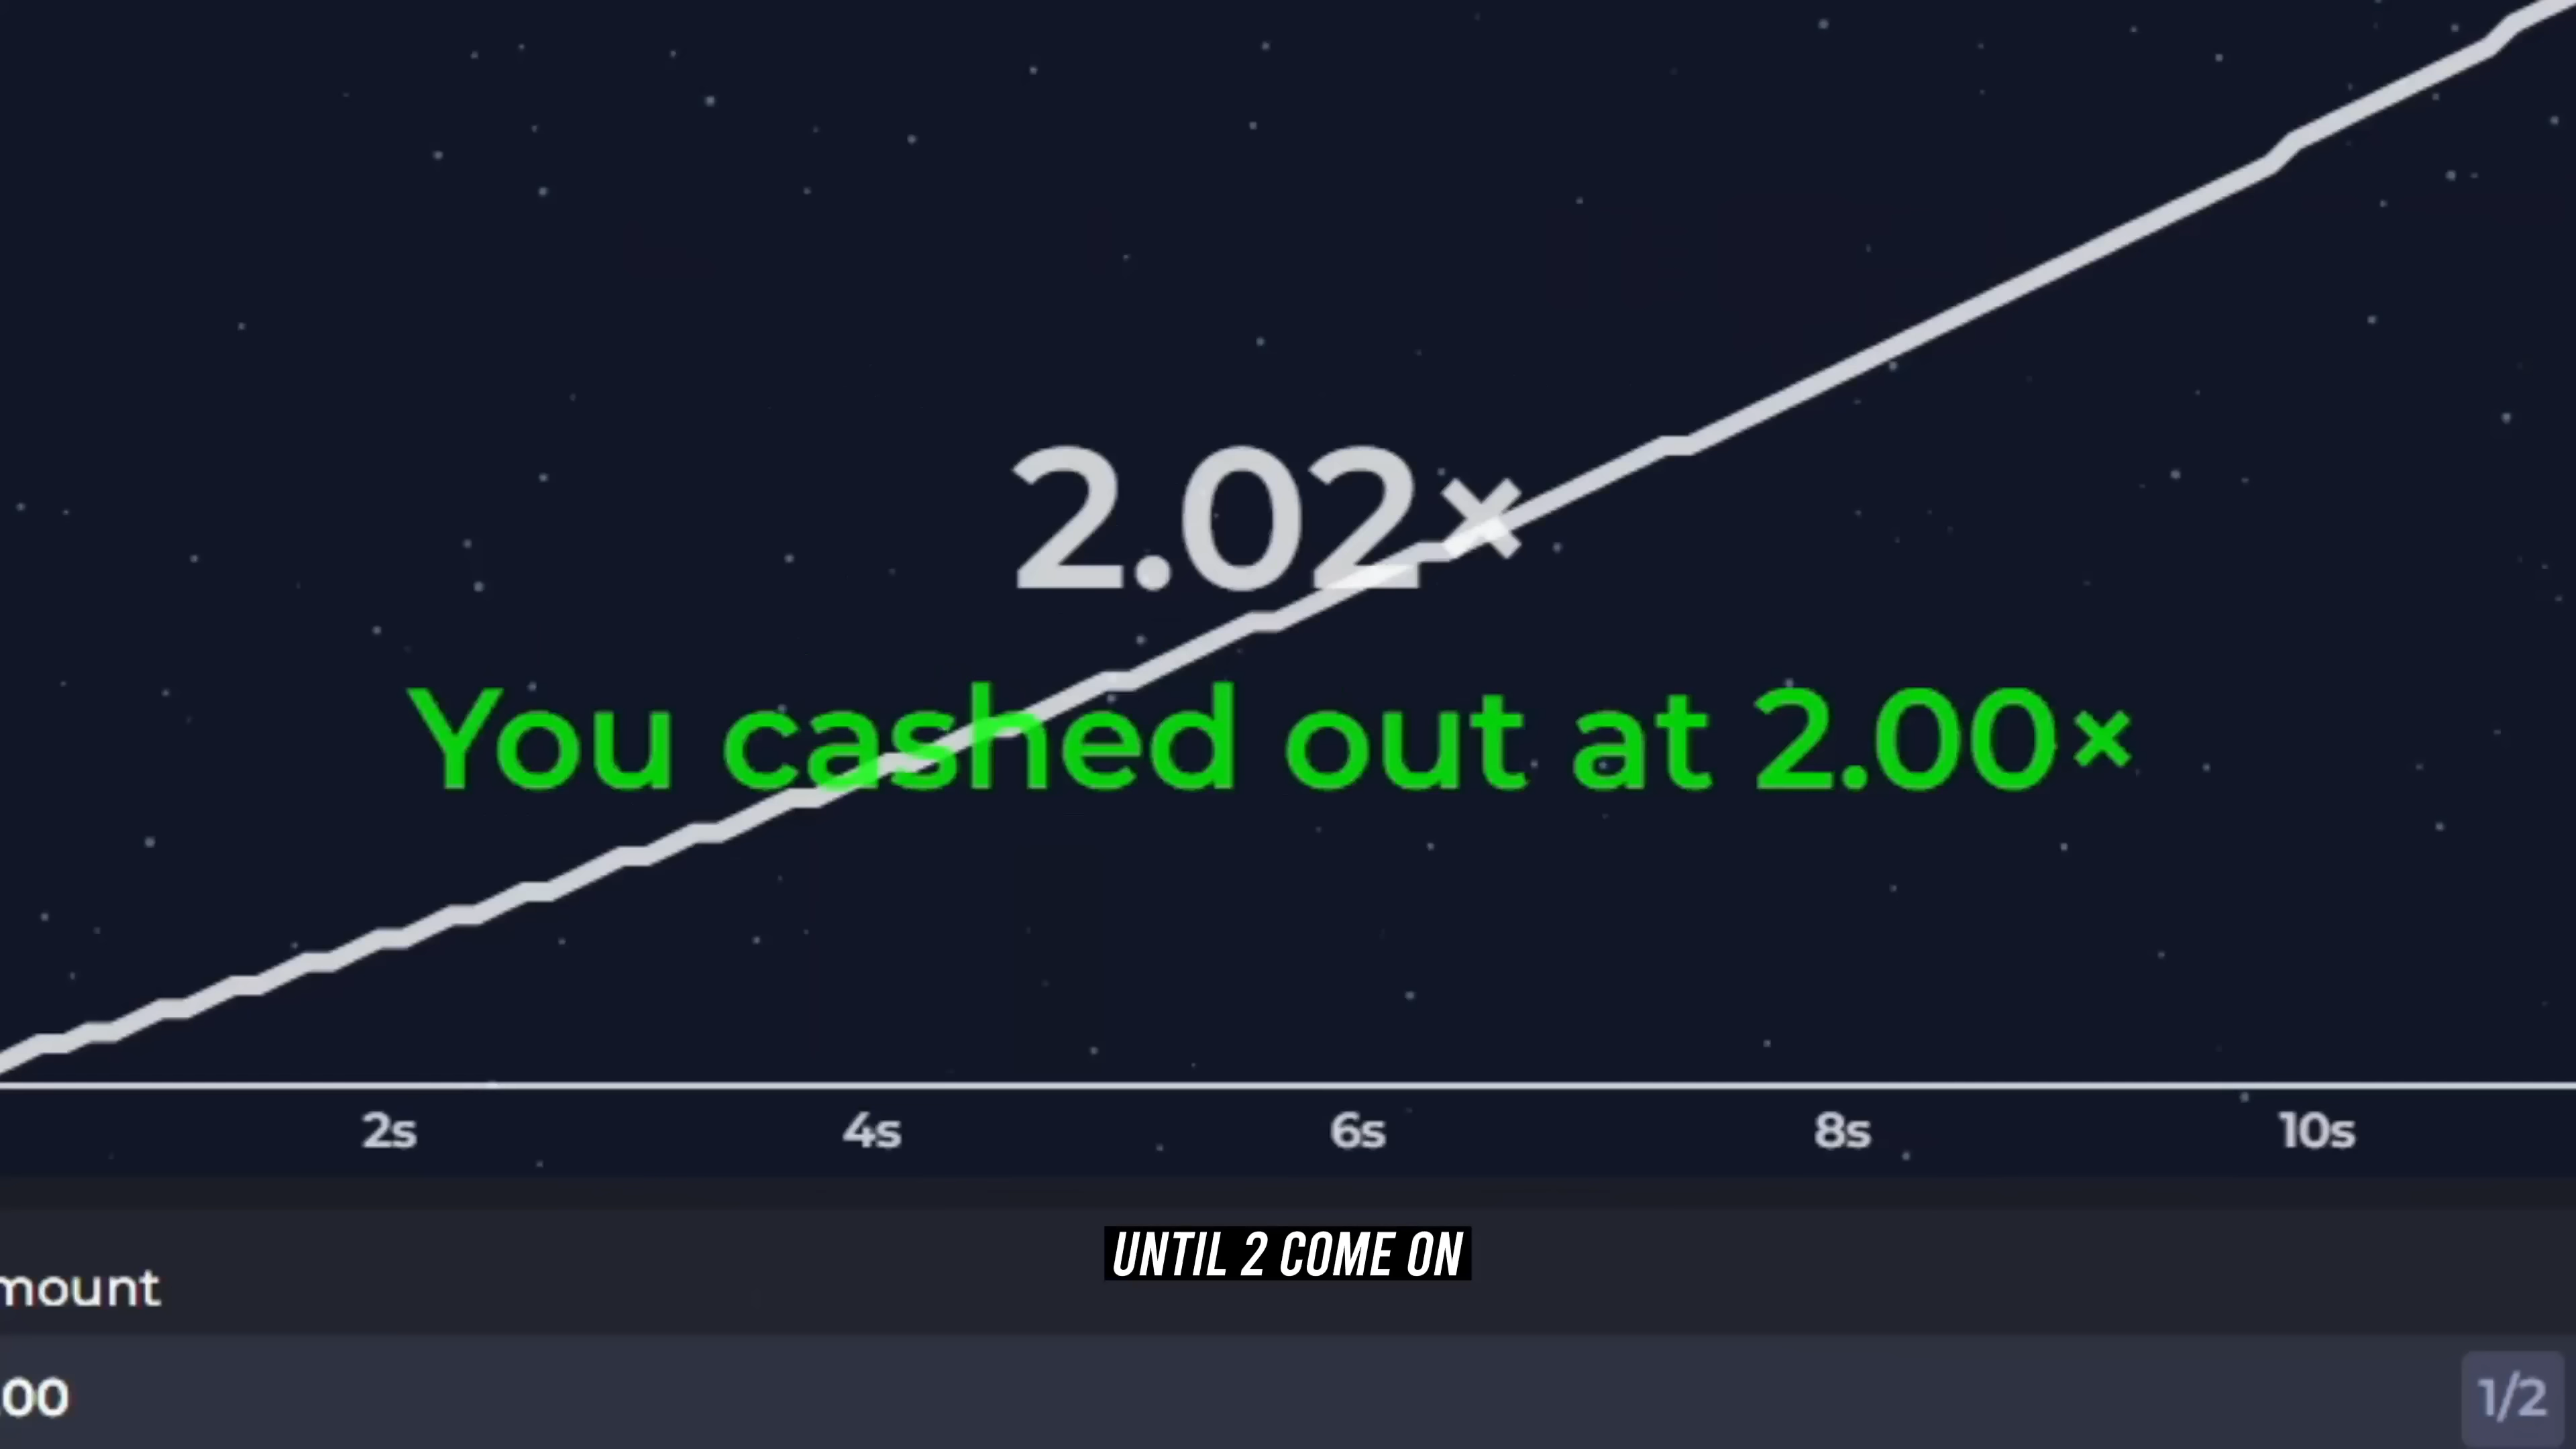 2.02×
You cashed out at 2.00×
2s 4s 6s 8s 10s
UNTIL 2 COME ON
mount
00 1/2